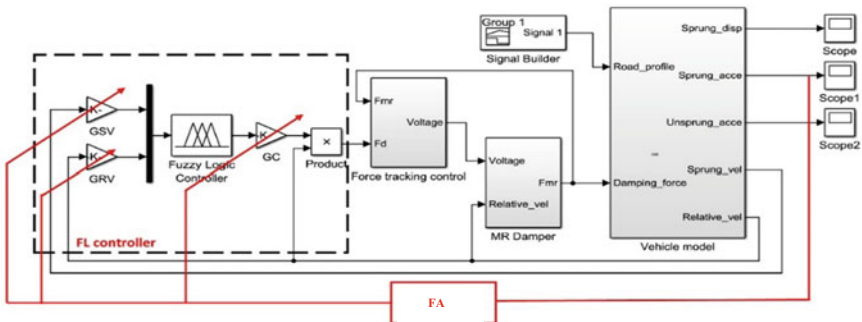 Group 1
Signal 1
Signal Builder
Road_profile
Damping_force
Sprung_disp
Sprung_acce
Unsprung_acce
Sprung_vel
Relative_vel
Vehicle model
Scope
Scope1
Scope2
K-
GSV
K-
GRV
Fuzzy Logic
Controller
K-
GC
×
Product
Fmr
Fd
Voltage
Force tracking control
Voltage
Relative_vel
Fmr
MR Damper
FL controller
FA